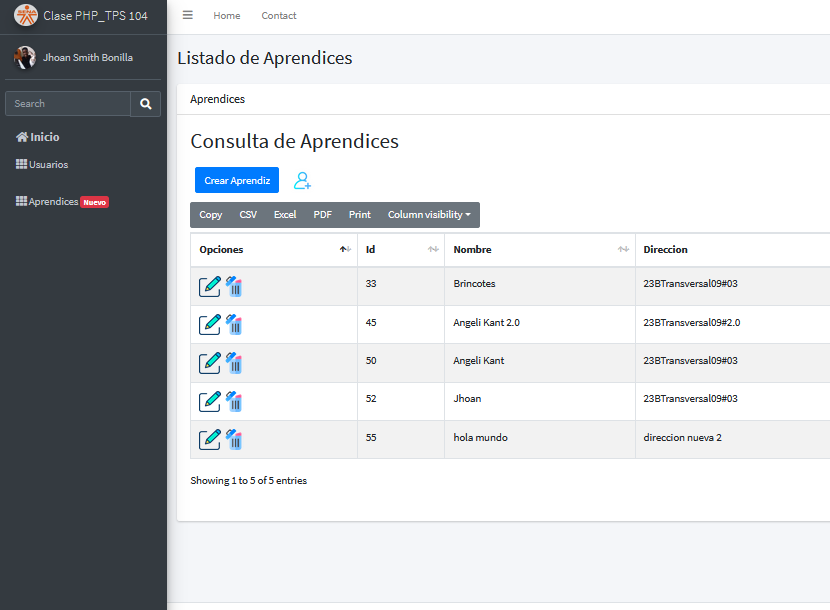 SENA
Clase PHP_TPS 104
Home Contact
Jhoan Smith Bonilla
Search
Inicio
Usuarios
Aprendices Nuevo
Listado de Aprendices
Aprendices
Consulta de Aprendices
Crear Aprendiz
Copy CSV Excel PDF Print Column visibility
Opciones Id Nombre Direccion
33 Brincotes 23BTransversal09#03
45 Angeli Kant 2.0 23BTransversal09#2.0
50 Angeli Kant 23BTransversal09#03
52 Jhoan 23BTransversal09#03
55 hola mundo direccion nueva 2
Showing 1 to 5 of 5 entries